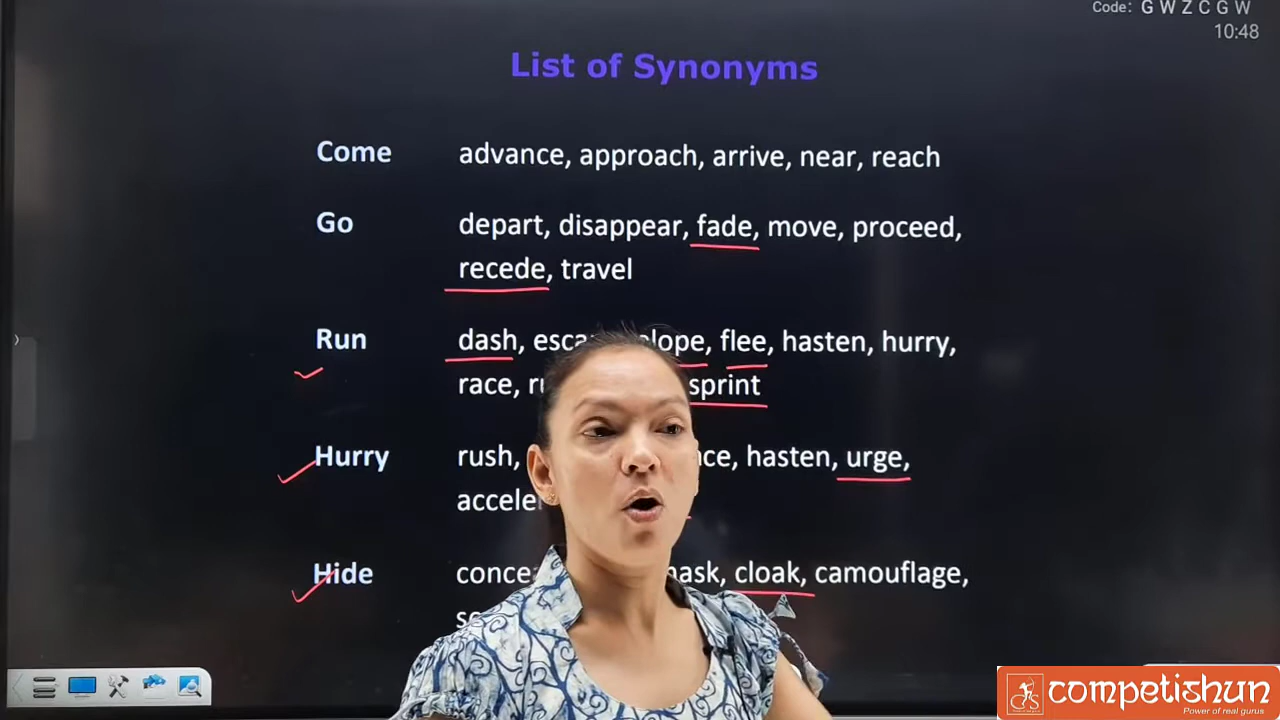 Code: G W Z C G W
10:48
List of Synonyms
Come advance, approach, arrive, near, reach
Go depart, disappear, fade, move, proceed,
recede, travel
Run dash, flee, hasten, hurry,
race, sprint
Hurry rush, hasten, urge,
Hide cloak, camouflage,
competishun
Power of real gurus